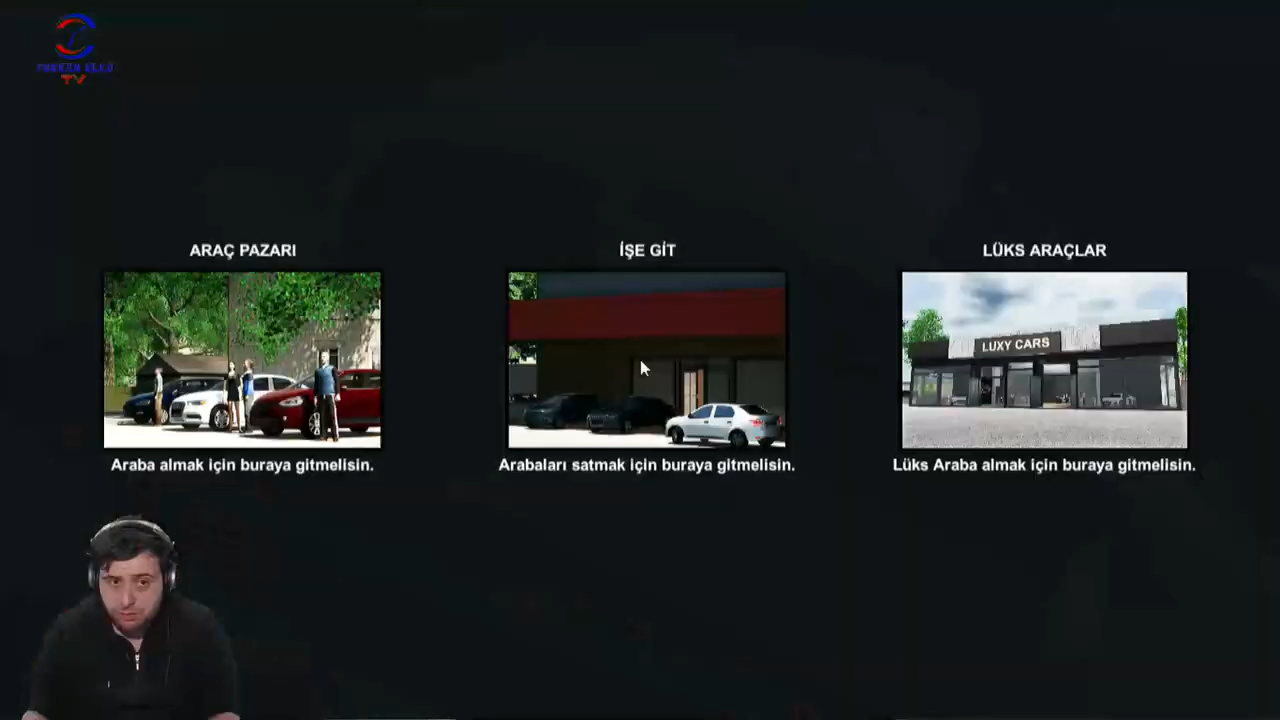 TV
ARAÇ PAZARI
İŞE GİT
LÜKS ARAÇLAR
LUXY CARS
Araba almak için buraya gitmelisin.
Arabaları satmak için buraya gitmelisin.
Lüks Araba almak için buraya gitmelisin.